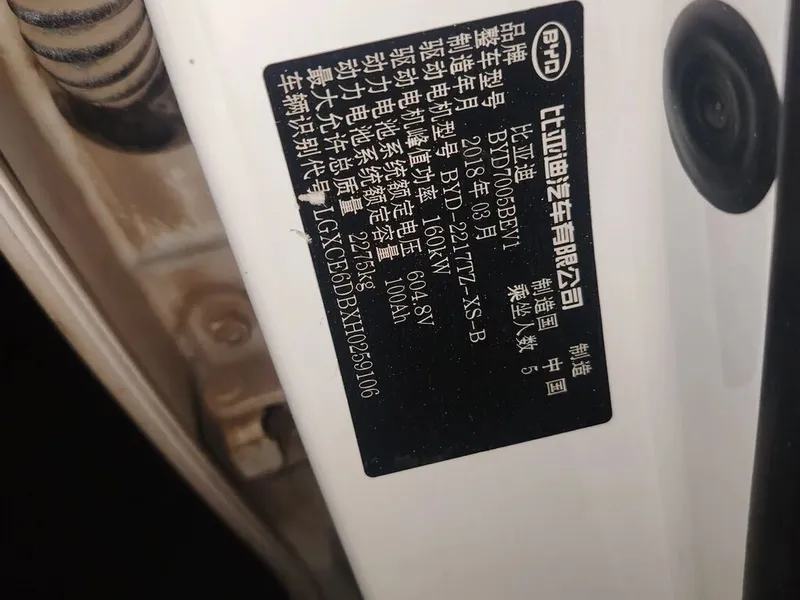 BYD 比亚迪汽车有限公司 制造
品牌 比亚迪 制造国 中国
整车型号 BYD7005BEV1 乘坐人数 5
制造年月 2018年03月
驱动电机型号 BYD-2217TZ-XS-B
驱动电机峰值功率 160kW
动力电池系统额定电压 604.8V
动力电池系统额定容量 100Ah
最大允许总质量 2275kg
车辆识别代号 LGXCE6DBXH0259106